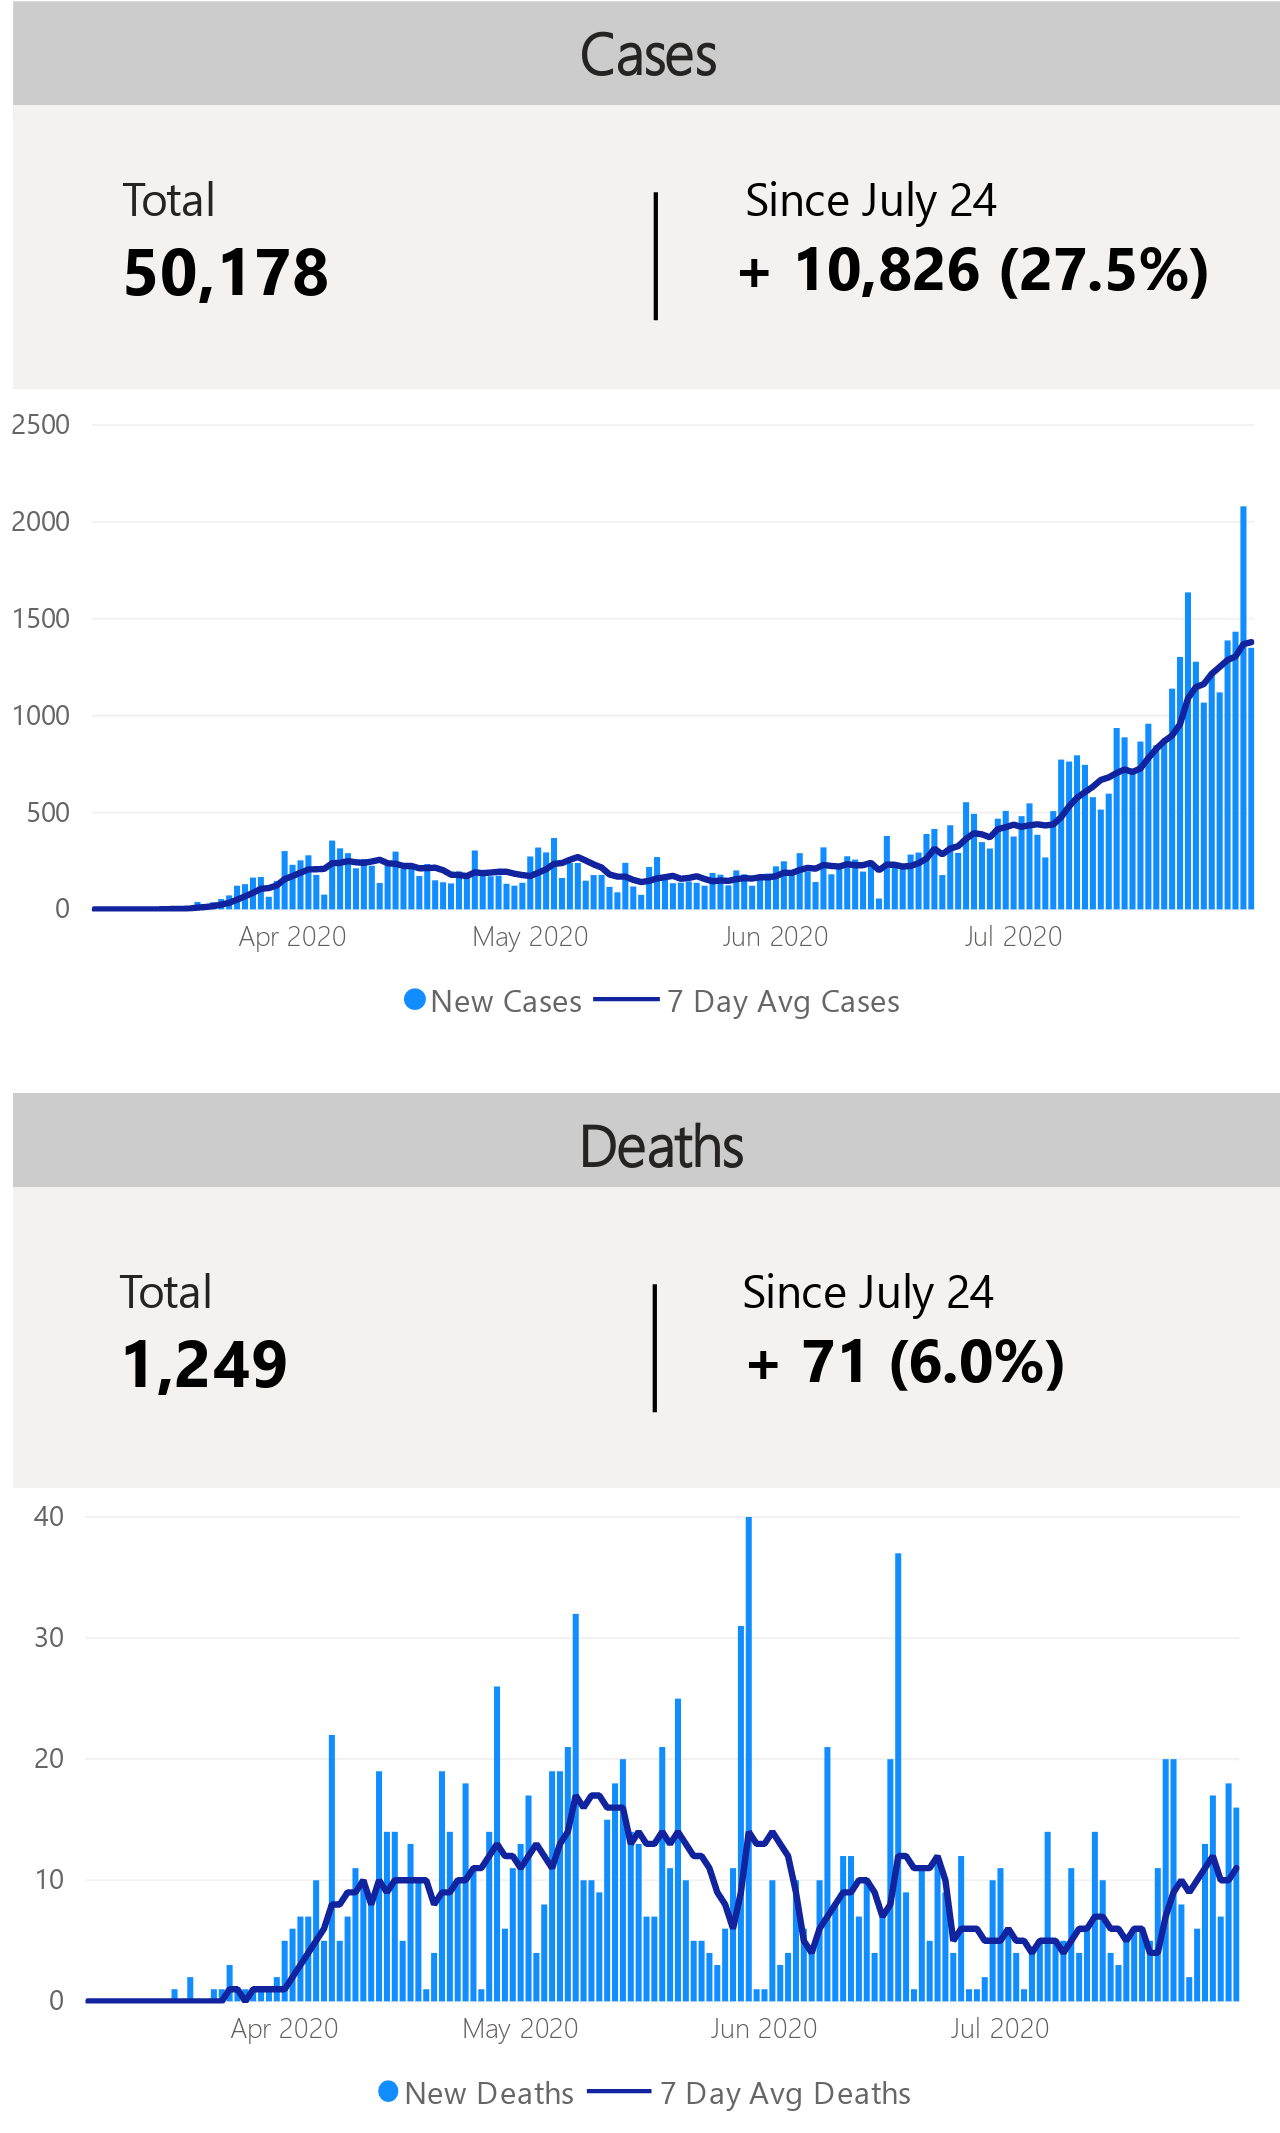 Cases
Total
Since July 24
50,178
+ 10,826 (27.5%)
2500
2000
1500
1000
500
0
Apr 2020
May 2020
Jun 2020
Jul 2020
New Cases
7 Day Avg Cases
Deaths
Total
Since July 24
1,249
+ 71 (6.0%)
40
30
20
10
0
Apr 2020
May 2020
Jun 2020
Jul 2020
New Deaths
7 Day Avg Deaths